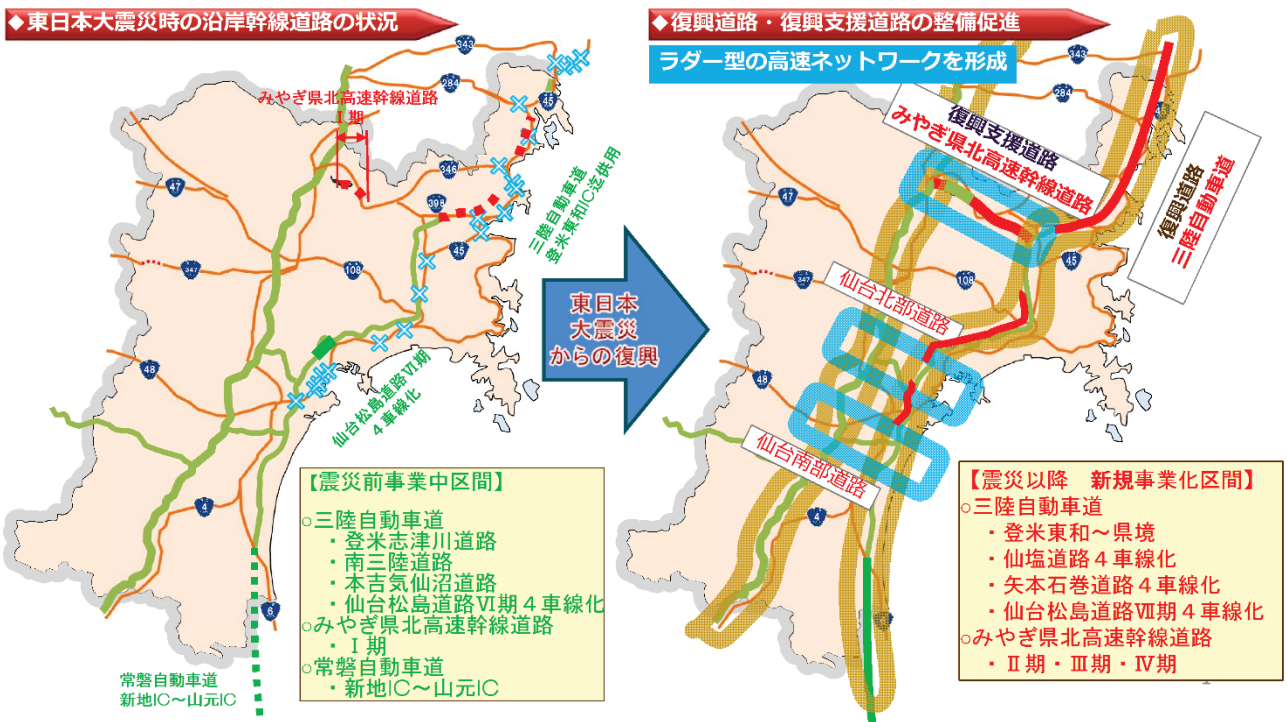 ◆東日本大震災時の沿岸幹線道路の状況
343
284
みやぎ県北高速幹線道路
Ⅰ期
45
47
346
398
三陸自動車道
登米東和IC迄供用
45
347
108
48
仙台松島道路Ⅵ期
4車線化
4
6
常磐自動車道
新地IC～山元IC
【震災前事業中区間】
○三陸自動車道
・登米志津川道路
・南三陸道路
・本吉気仙沼道路
・仙台松島道路Ⅵ期4車線化
○みやぎ県北高速幹線道路
・Ⅰ期
○常磐自動車道
・新地IC～山元IC
東日本
大震災
からの復興
◆復興道路・復興支援道路の整備促進
ラダー型の高速ネットワークを形成
343
284
復興支援道路
みやぎ県北高速幹線道路
復興道路
三陸自動車道
47
45
347
108
仙台北部道路
48
仙台南部道路
4
【震災以降 新規事業化区間】
○三陸自動車道
・登米東和～県境
・仙塩道路4車線化
・矢本石巻道路4車線化
・仙台松島道路Ⅶ期4車線化
○みやぎ県北高速幹線道路
・Ⅱ期・Ⅲ期・Ⅳ期